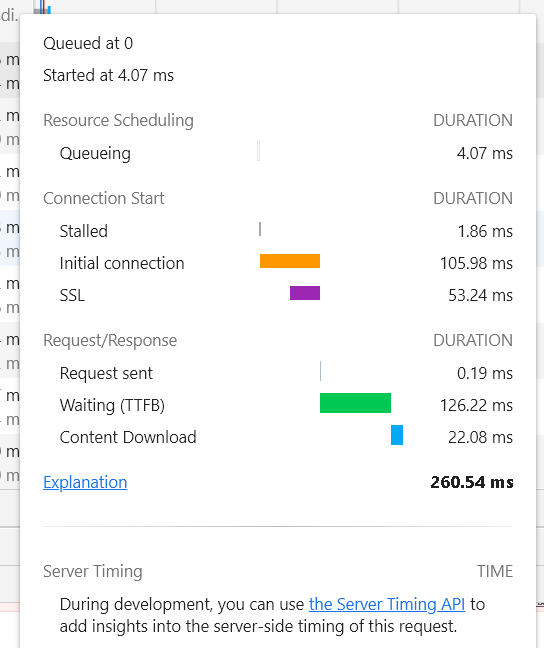 di.
Queued at 0
Started at 4.07 ms
Resource Scheduling DURATION
Queueing 4.07 ms
Connection Start DURATION
Stalled 1.86 ms
Initial connection 105.98 ms
SSL 53.24 ms
Request/Response DURATION
Request sent 0.19 ms
Waiting (TTFB) 126.22 ms
Content Download 22.08 ms
Explanation 260.54 ms
Server Timing TIME
During development, you can use the Server Timing API to
add insights into the server-side timing of this request.